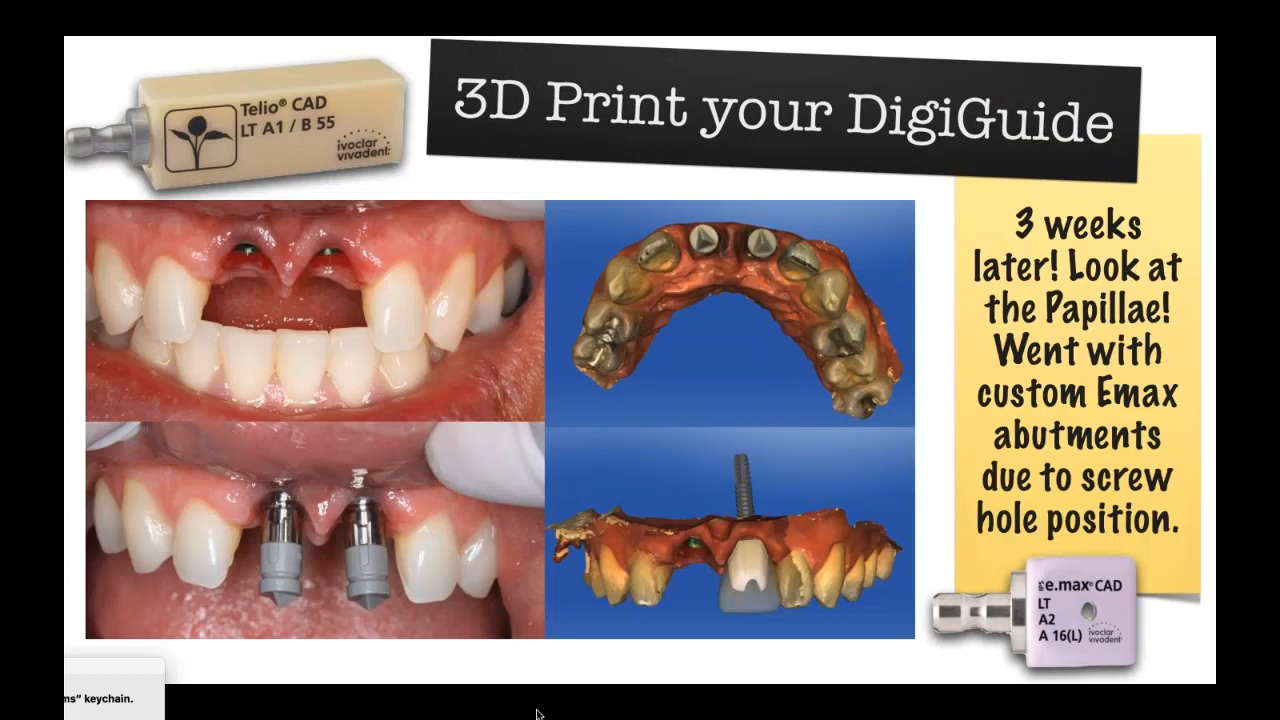 3D Print your DigiGuide
Telio® CAD
LT A1 / B 55
ivoclar
vivadent:
3 weeks
later! Look at
the Papillae!
Went with
custom Emax
abutments
due to screw
hole position.
e.max® CAD
LT
A2
A 16(L)
ivoclar
vivadent:
ms” keychain.